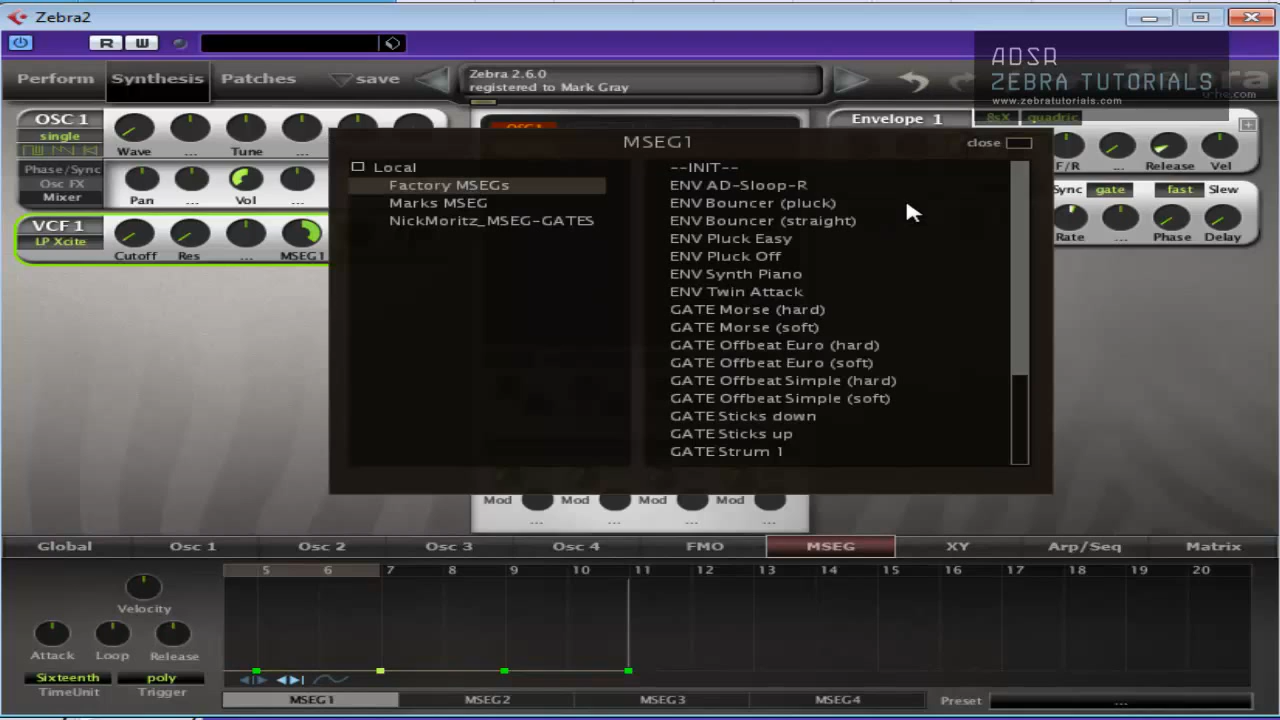 Zebra2
R W
ADSR
ZEBRA TUTORIALS
www.zebratutorials.com
Perform Synthesis Patches save
Zebra 2.6.0
registered to Mark Gray
u-he.com
OSC 1
single
Wave ... Tune
Phase/Sync
Osc FX
Mixer
Pan ... Vol ...
VCF 1
LP Xcite
Cutoff Res ... MSEG1
OSC1
Envelope 1 8sX quadric
F/R ... Release Vel
Sync gate fast Slew
Rate ... Phase Delay
MSEG1
close
Local
Factory MSEGs
Marks MSEG
NickMoritz_MSEG-GATES
--INIT--
ENV AD-Sloop-R
ENV Bouncer (pluck)
ENV Bouncer (straight)
ENV Pluck Easy
ENV Pluck Off
ENV Synth Piano
ENV Twin Attack
GATE Morse (hard)
GATE Morse (soft)
GATE Offbeat Euro (hard)
GATE Offbeat Euro (soft)
GATE Offbeat Simple (hard)
GATE Offbeat Simple (soft)
GATE Sticks down
GATE Sticks up
GATE Strum 1
Mod Mod Mod Mod
... ... ... ...
Global Osc 1 Osc 2 Osc 3 Osc 4 FMO MSEG XY Arp/Seq Matrix
5 6 7 8 9 10 11 12 13 14 15 16 17 18 19 20
Velocity
Attack Loop Release
Sixteenth poly
TimeUnit Trigger
MSEG1 MSEG2 MSEG3 MSEG4 Preset ...